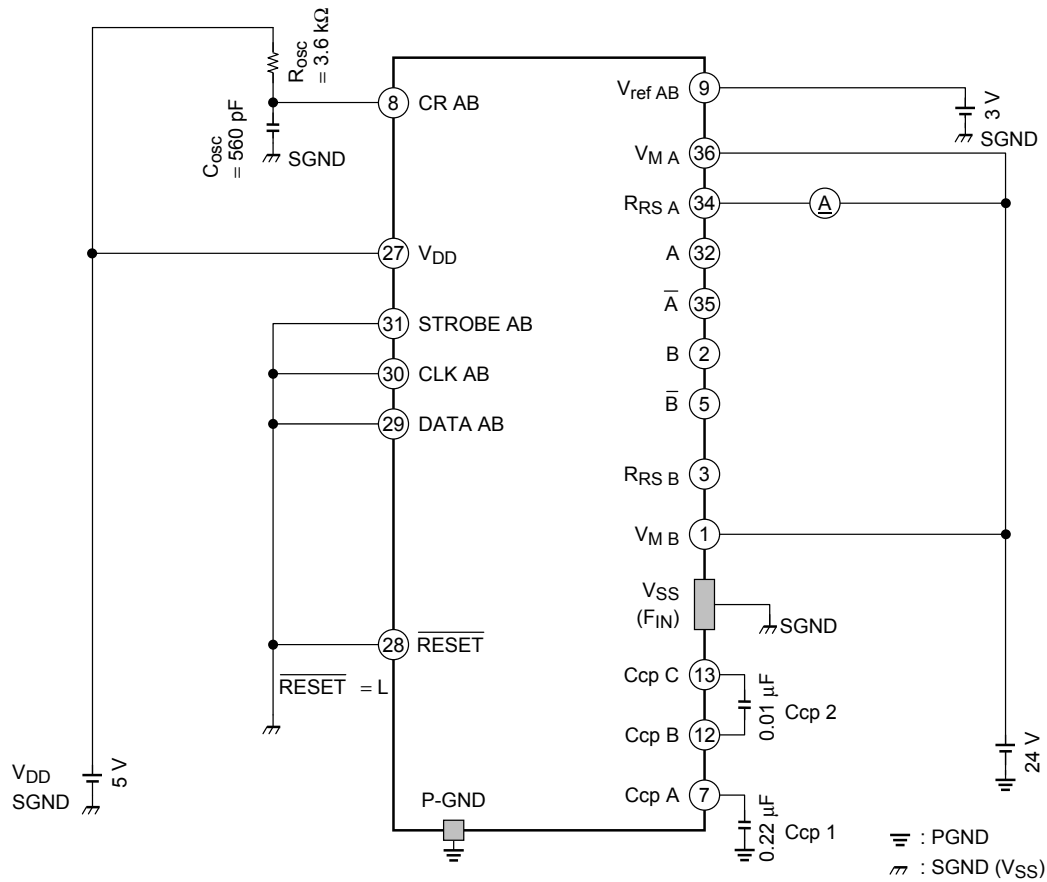 Rosc
= 3.6 kΩ
Cosc
= 560 pF
SGND
8 CR AB
27 VDD
31 STROBE AB
30 CLK AB
29 DATA AB
28 RESET
RESET = L
VDD
SGND
5 V
P-GND
Vref AB 9
3 V
SGND
VM A 36
RRS A 34
A
A 32
A 35
B 2
B 5
RRS B 3
VM B 1
VSS
(FIN)
SGND
Ccp C 13
0.01 µF
Ccp 2
Ccp B 12
24 V
Ccp A 7
0.22 µF
Ccp 1
: PGND
: SGND (VSS)